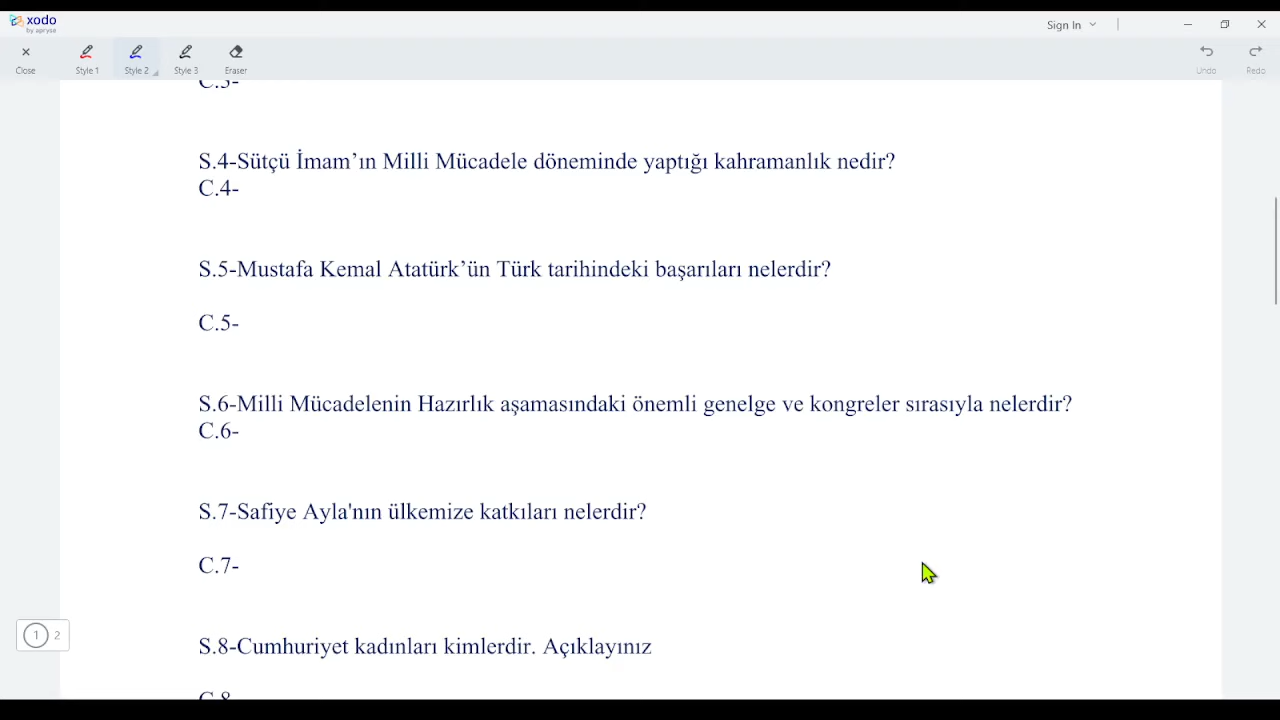 xodo
by apryse
Sign In
Close
Style 1
Style 2
Style 3
Eraser
Undo
Redo
C.3-
S.4-Sütçü İmam’ın Milli Mücadele döneminde yaptığı kahramanlık nedir?
C.4-
S.5-Mustafa Kemal Atatürk’ün Türk tarihindeki başarıları nelerdir?
C.5-
S.6-Milli Mücadelenin Hazırlık aşamasındaki önemli genelge ve kongreler sırasıyla nelerdir?
C.6-
S.7-Safiye Ayla'nın ülkemize katkıları nelerdir?
C.7-
1 2
S.8-Cumhuriyet kadınları kimlerdir. Açıklayınız
C.8